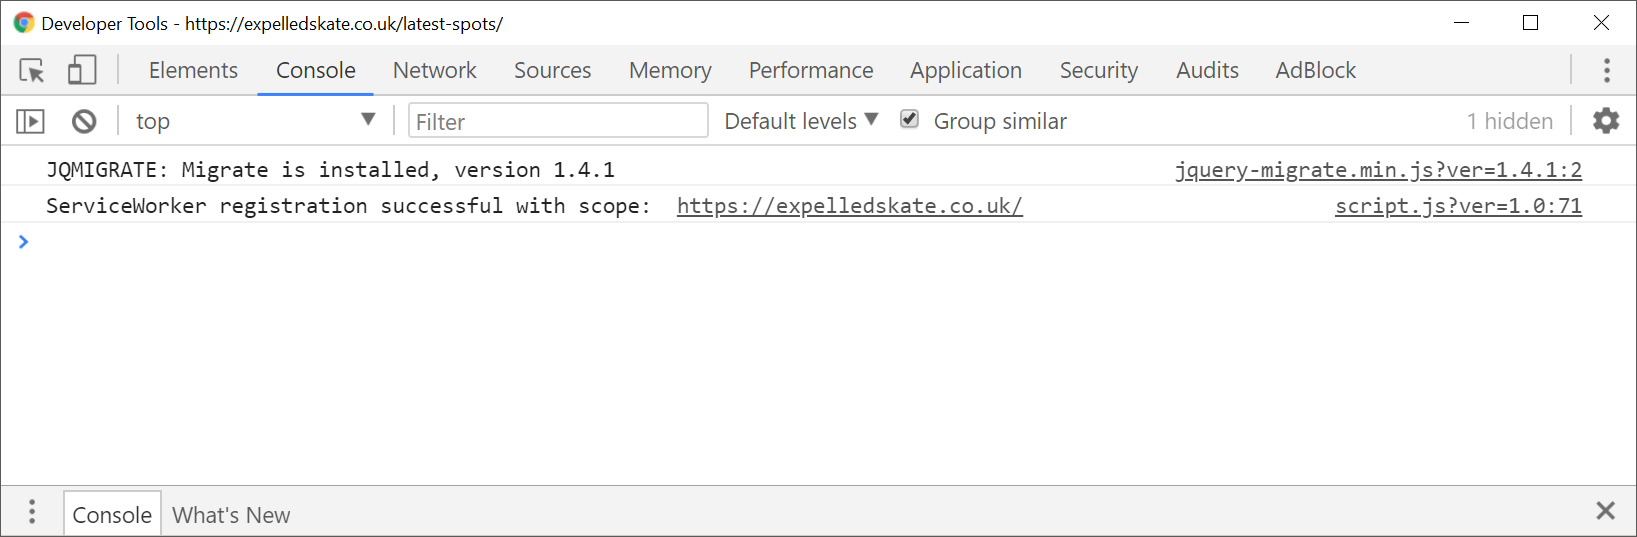 Developer Tools - https://expelledskate.co.uk/latest-spots/
Elements Console Network Sources Memory Performance Application Security Audits AdBlock
top Filter Default levels Group similar 1 hidden
JQMIGRATE: Migrate is installed, version 1.4.1 jquery-migrate.min.js?ver=1.4.1:2
ServiceWorker registration successful with scope: https://expelledskate.co.uk/ script.js?ver=1.0:71
Console What's New